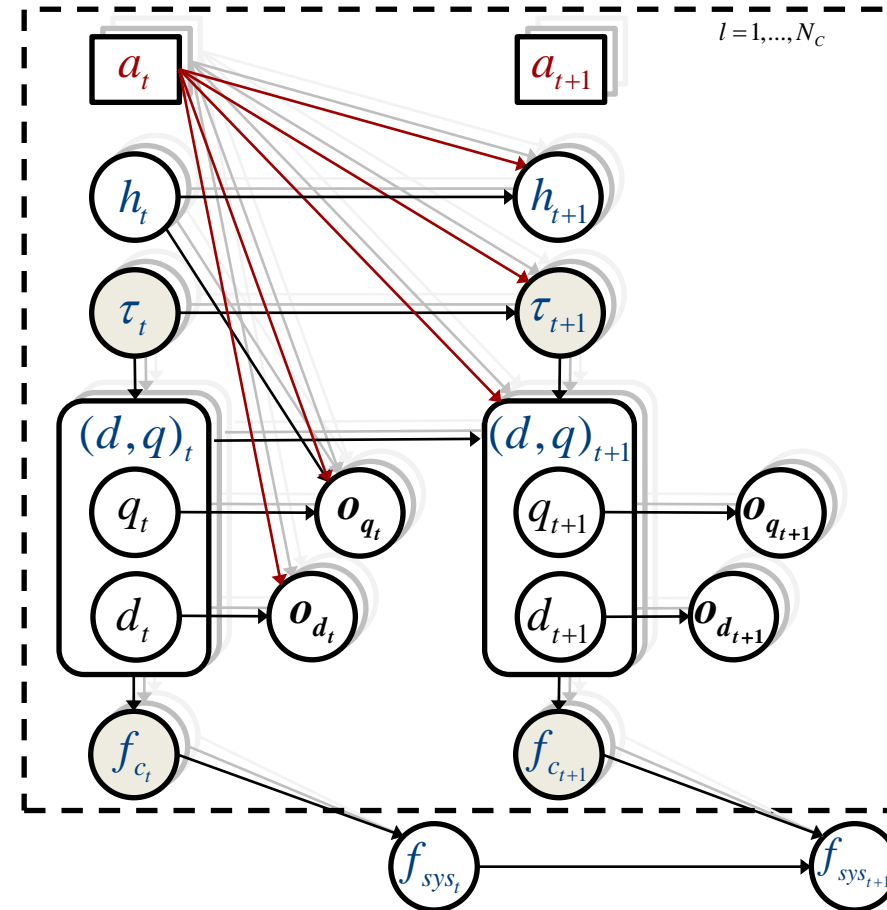 l = 1,...,N_C
a_t a_{t+1}
h_t h_{t+1}
τ_t τ_{t+1}
(d,q)_t (d,q)_{t+1}
q_t o_{q_t} q_{t+1} o_{q_{t+1}}
d_t o_{d_t} d_{t+1} o_{d_{t+1}}
f_{c_t} f_{c_{t+1}}
f_{sys_t} f_{sys_{t+1}}